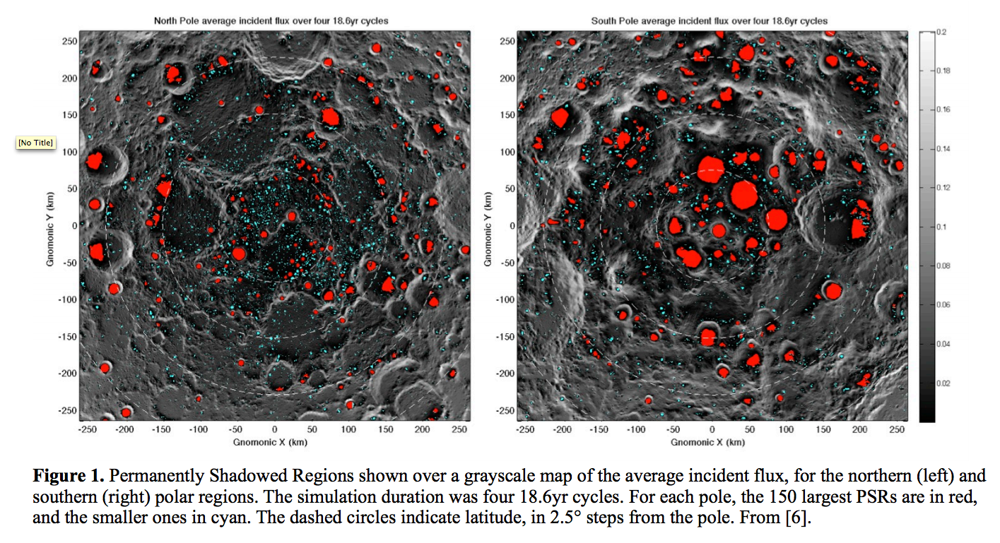 North Pole average incident flux over four 18.6yr cycles
South Pole average incident flux over four 18.6yr cycles
[No Title]
Gnomonic Y (km)
250
200
150
100
50
0
-50
-100
-150
-200
-250
-250 -200 -150 -100 -50 0 50 100 150 200 250
Gnomonic X (km)
Gnomonic Y (km)
250
200
150
100
50
0
-50
-100
-150
-200
-250
-250 -200 -150 -100 -50 0 50 100 150 200 250
Gnomonic X (km)
0.2
0.18
0.16
0.14
0.12
0.1
0.08
0.06
0.04
0.02
Figure 1. Permanently Shadowed Regions shown over a grayscale map of the average incident flux, for the northern (left) and
southern (right) polar regions. The simulation duration was four 18.6yr cycles. For each pole, the 150 largest PSRs are in red,
and the smaller ones in cyan. The dashed circles indicate latitude, in 2.5° steps from the pole. From [6].